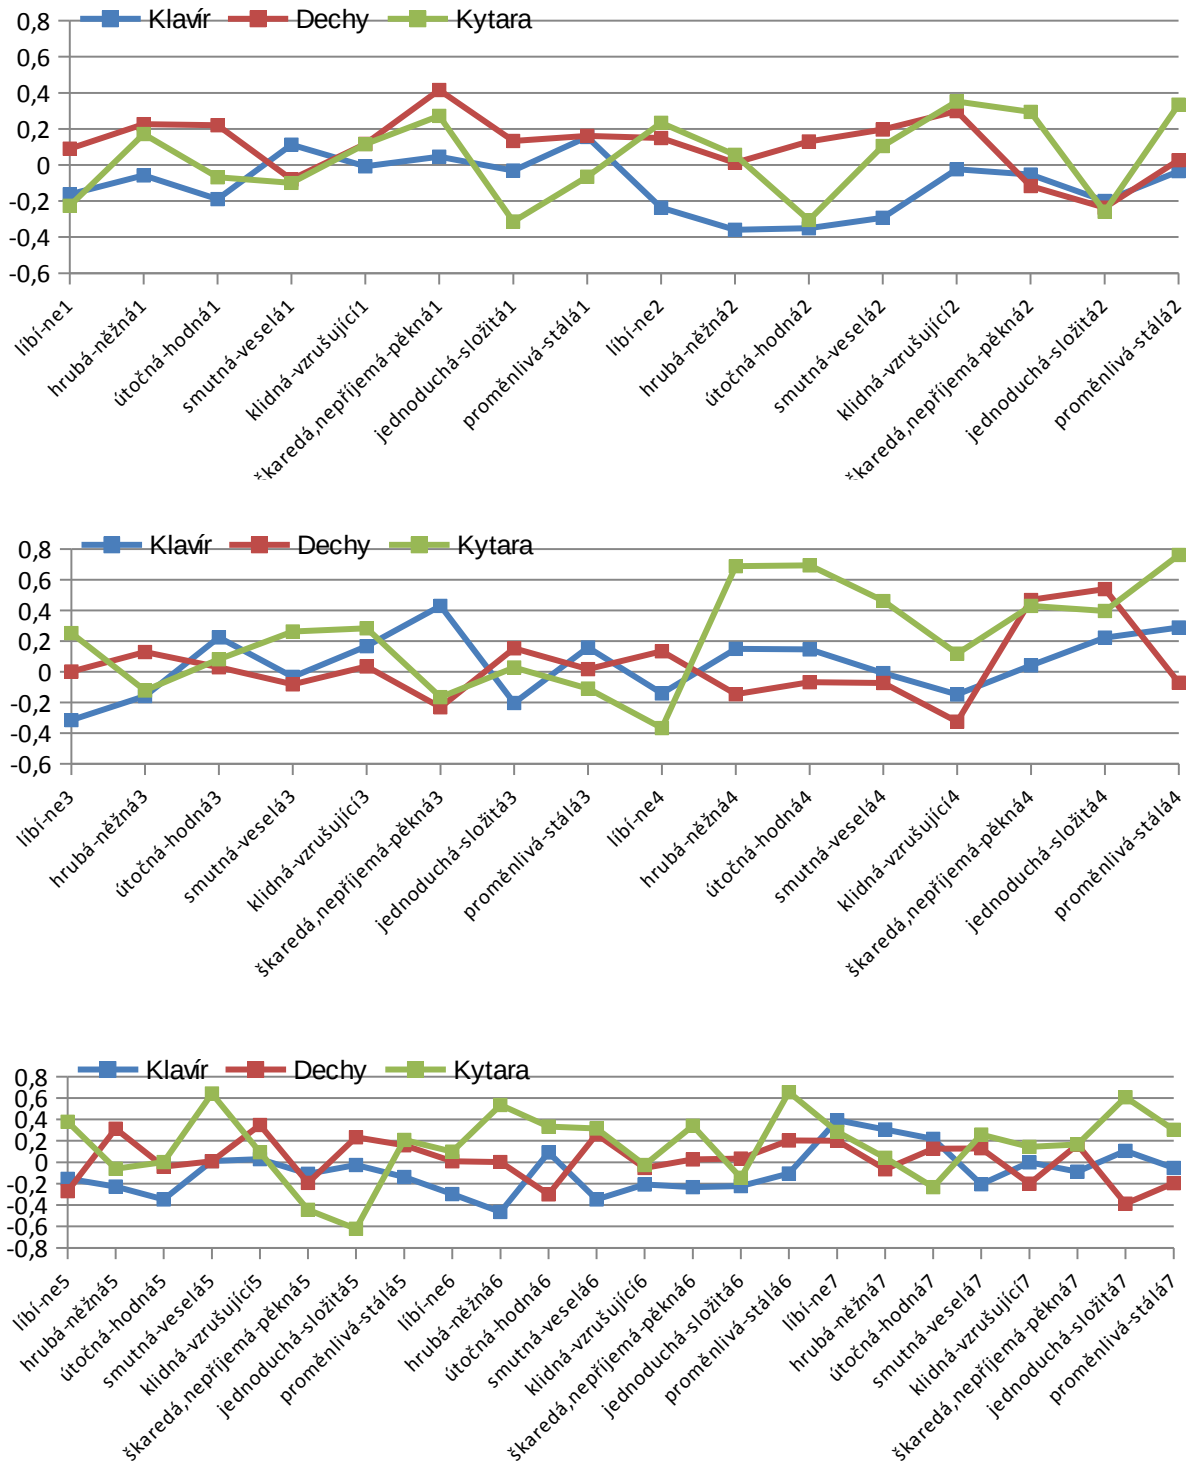 Klavír Dechy Kytara
0,8
0,6
0,4
0,2
0
-0,2
-0,4
-0,6
líbí-ne1
hrubá-něžná1
útočná-hodná1
smutná-veselá1
klidná-vzrušující1
škaredá,nepříjemá-pěkná1
jednoduchá-složitá1
proměnlivá-stálá1
líbí-ne2
hrubá-něžná2
útočná-hodná2
smutná-veselá2
klidná-vzrušující2
škaredá,nepříjemá-pěkná2
jednoduchá-složitá2
proměnlivá-stálá2
Klavír Dechy Kytara
0,8
0,6
0,4
0,2
0
-0,2
-0,4
-0,6
líbí-ne3
hrubá-něžná3
útočná-hodná3
smutná-veselá3
klidná-vzrušující3
škaredá,nepříjemá-pěkná3
jednoduchá-složitá3
proměnlivá-stálá3
líbí-ne4
hrubá-něžná4
útočná-hodná4
smutná-veselá4
klidná-vzrušující4
škaredá,nepříjemá-pěkná4
jednoduchá-složitá4
proměnlivá-stálá4
Klavír Dechy Kytara
0,8
0,6
0,4
0,2
0
-0,2
-0,4
-0,6
-0,8
líbí-ne5
hrubá-něžná5
útočná-hodná5
smutná-veselá5
klidná-vzrušující5
škaredá,nepříjemá-pěkná5
jednoduchá-složitá5
proměnlivá-stálá5
líbí-ne6
hrubá-něžná6
útočná-hodná6
smutná-veselá6
klidná-vzrušující6
škaredá,nepříjemá-pěkná6
jednoduchá-složitá6
proměnlivá-stálá6
líbí-ne7
hrubá-něžná7
útočná-hodná7
smutná-veselá7
klidná-vzrušující7
škaredá,nepříjemá-pěkná7
jednoduchá-složitá7
proměnlivá-stálá7